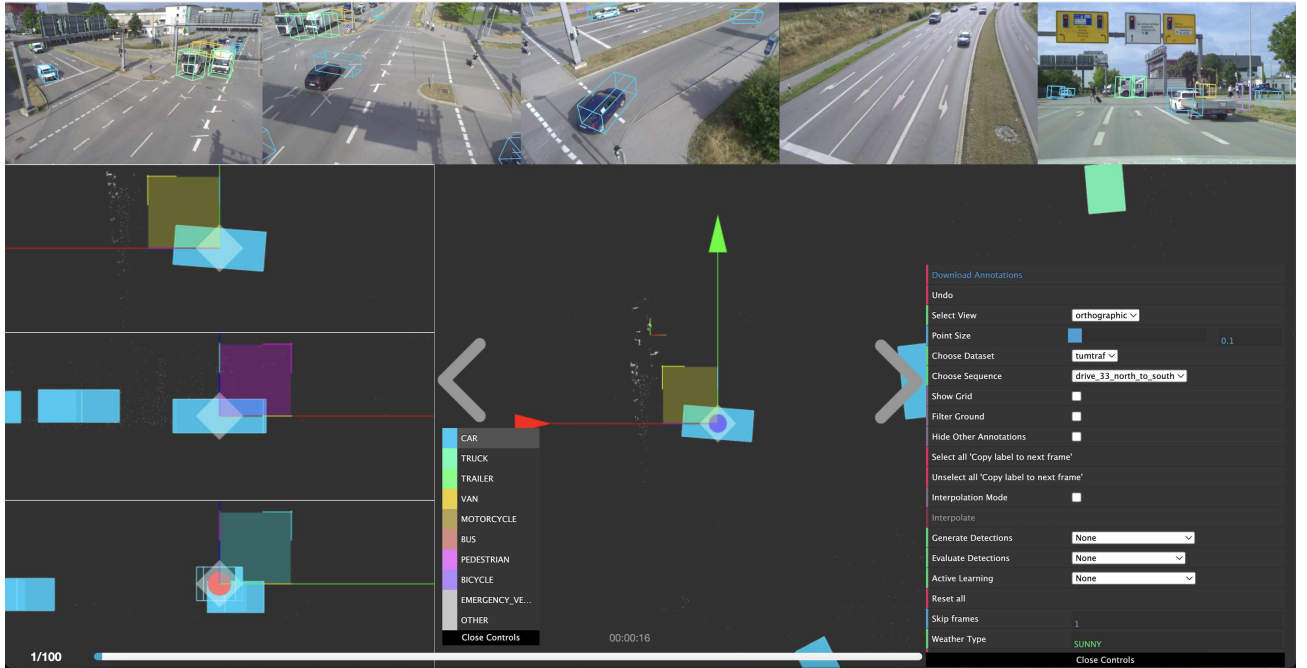 Download Annotations
Undo
Select View orthographic
Point Size 0.1
Choose Dataset tumtraf
Choose Sequence drive_33_north_to_south
Show Grid
Filter Ground
Hide Other Annotations
Select all 'Copy label to next frame'
Unselect all 'Copy label to next frame'
Interpolation Mode
Interpolate
Generate Detections None
Evaluate Detections None
Active Learning None
Reset all
Skip frames 1
Weather Type SUNNY
Close Controls
CAR
TRUCK
TRAILER
VAN
MOTORCYCLE
BUS
PEDESTRIAN
BICYCLE
EMERGENCY_VE...
OTHER
Close Controls
00:00:16
1/100